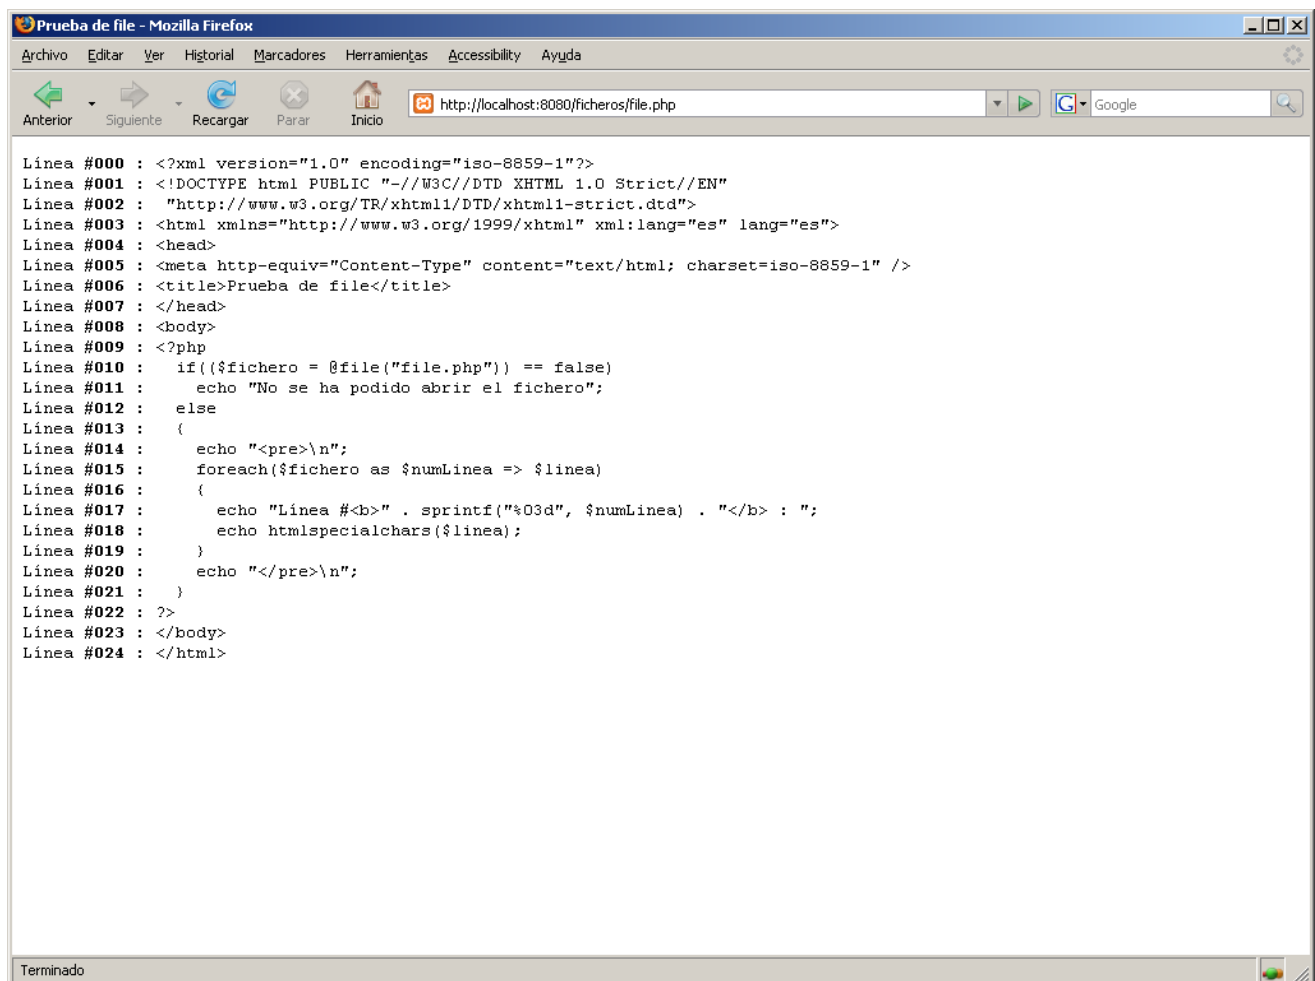 Prueba de file - Mozilla Firefox
Archivo Editar Ver Historial Marcadores Herramientas Accessibility Ayuda
Anterior Siguiente Recargar Parar Inicio http://localhost:8080/ficheros/file.php G Google
Línea #000 : <?xml version="1.0" encoding="iso-8859-1"?>
Línea #001 : <!DOCTYPE html PUBLIC "-//W3C//DTD XHTML 1.0 Strict//EN"
Línea #002 :  "http://www.w3.org/TR/xhtml1/DTD/xhtml1-strict.dtd">
Línea #003 : <html xmlns="http://www.w3.org/1999/xhtml" xml:lang="es" lang="es">
Línea #004 : <head>
Línea #005 : <meta http-equiv="Content-Type" content="text/html; charset=iso-8859-1" />
Línea #006 : <title>Prueba de file</title>
Línea #007 : </head>
Línea #008 : <body>
Línea #009 : <?php
Línea #010 :   if(($fichero = @file("file.php")) == false)
Línea #011 :     echo "No se ha podido abrir el fichero";
Línea #012 :   else
Línea #013 :   {
Línea #014 :     echo "<pre>\n";
Línea #015 :     foreach($fichero as $numLinea => $linea)
Línea #016 :     {
Línea #017 :       echo "Línea #<b>" . sprintf("%03d", $numLinea) . "</b> : ";
Línea #018 :       echo htmlspecialchars($linea);
Línea #019 :     }
Línea #020 :     echo "</pre>\n";
Línea #021 :   }
Línea #022 : ?>
Línea #023 : </body>
Línea #024 : </html>
Terminado